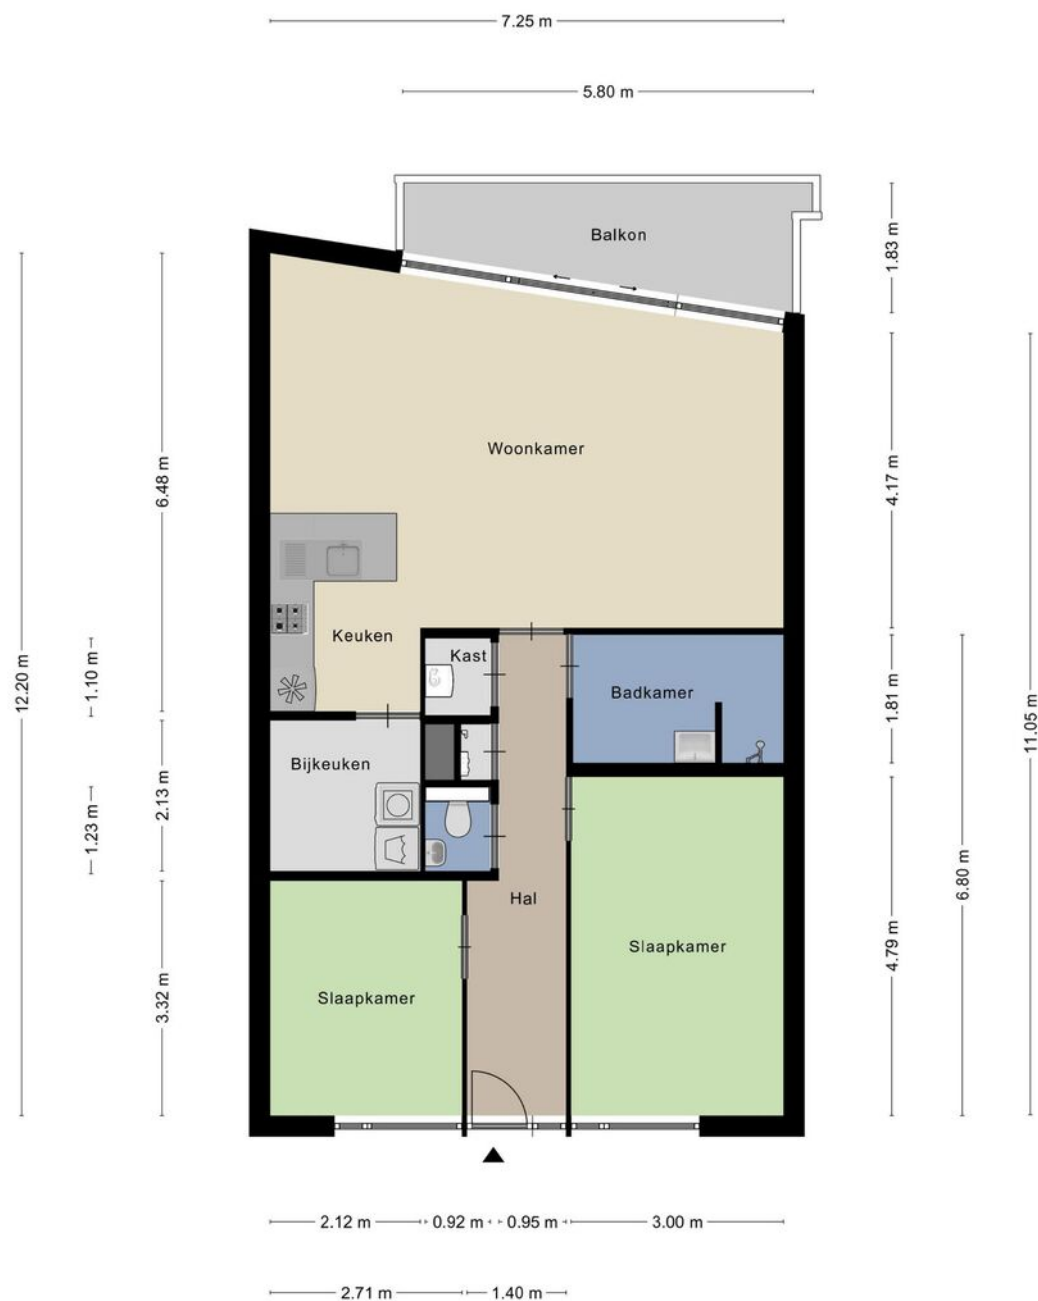 7.25 m
5.80 m
Balkon
1.83 m
Woonkamer
6.48 m
4.17 m
Keuken
Kast
12.20 m
1.10 m
Badkamer
1.81 m
11.05 m
Bijkeuken
2.13 m
1.23 m
6.80 m
Hal
Slaapkamer
4.79 m
Slaapkamer
3.32 m
2.12 m 0.92 m 0.95 m 3.00 m
2.71 m 1.40 m